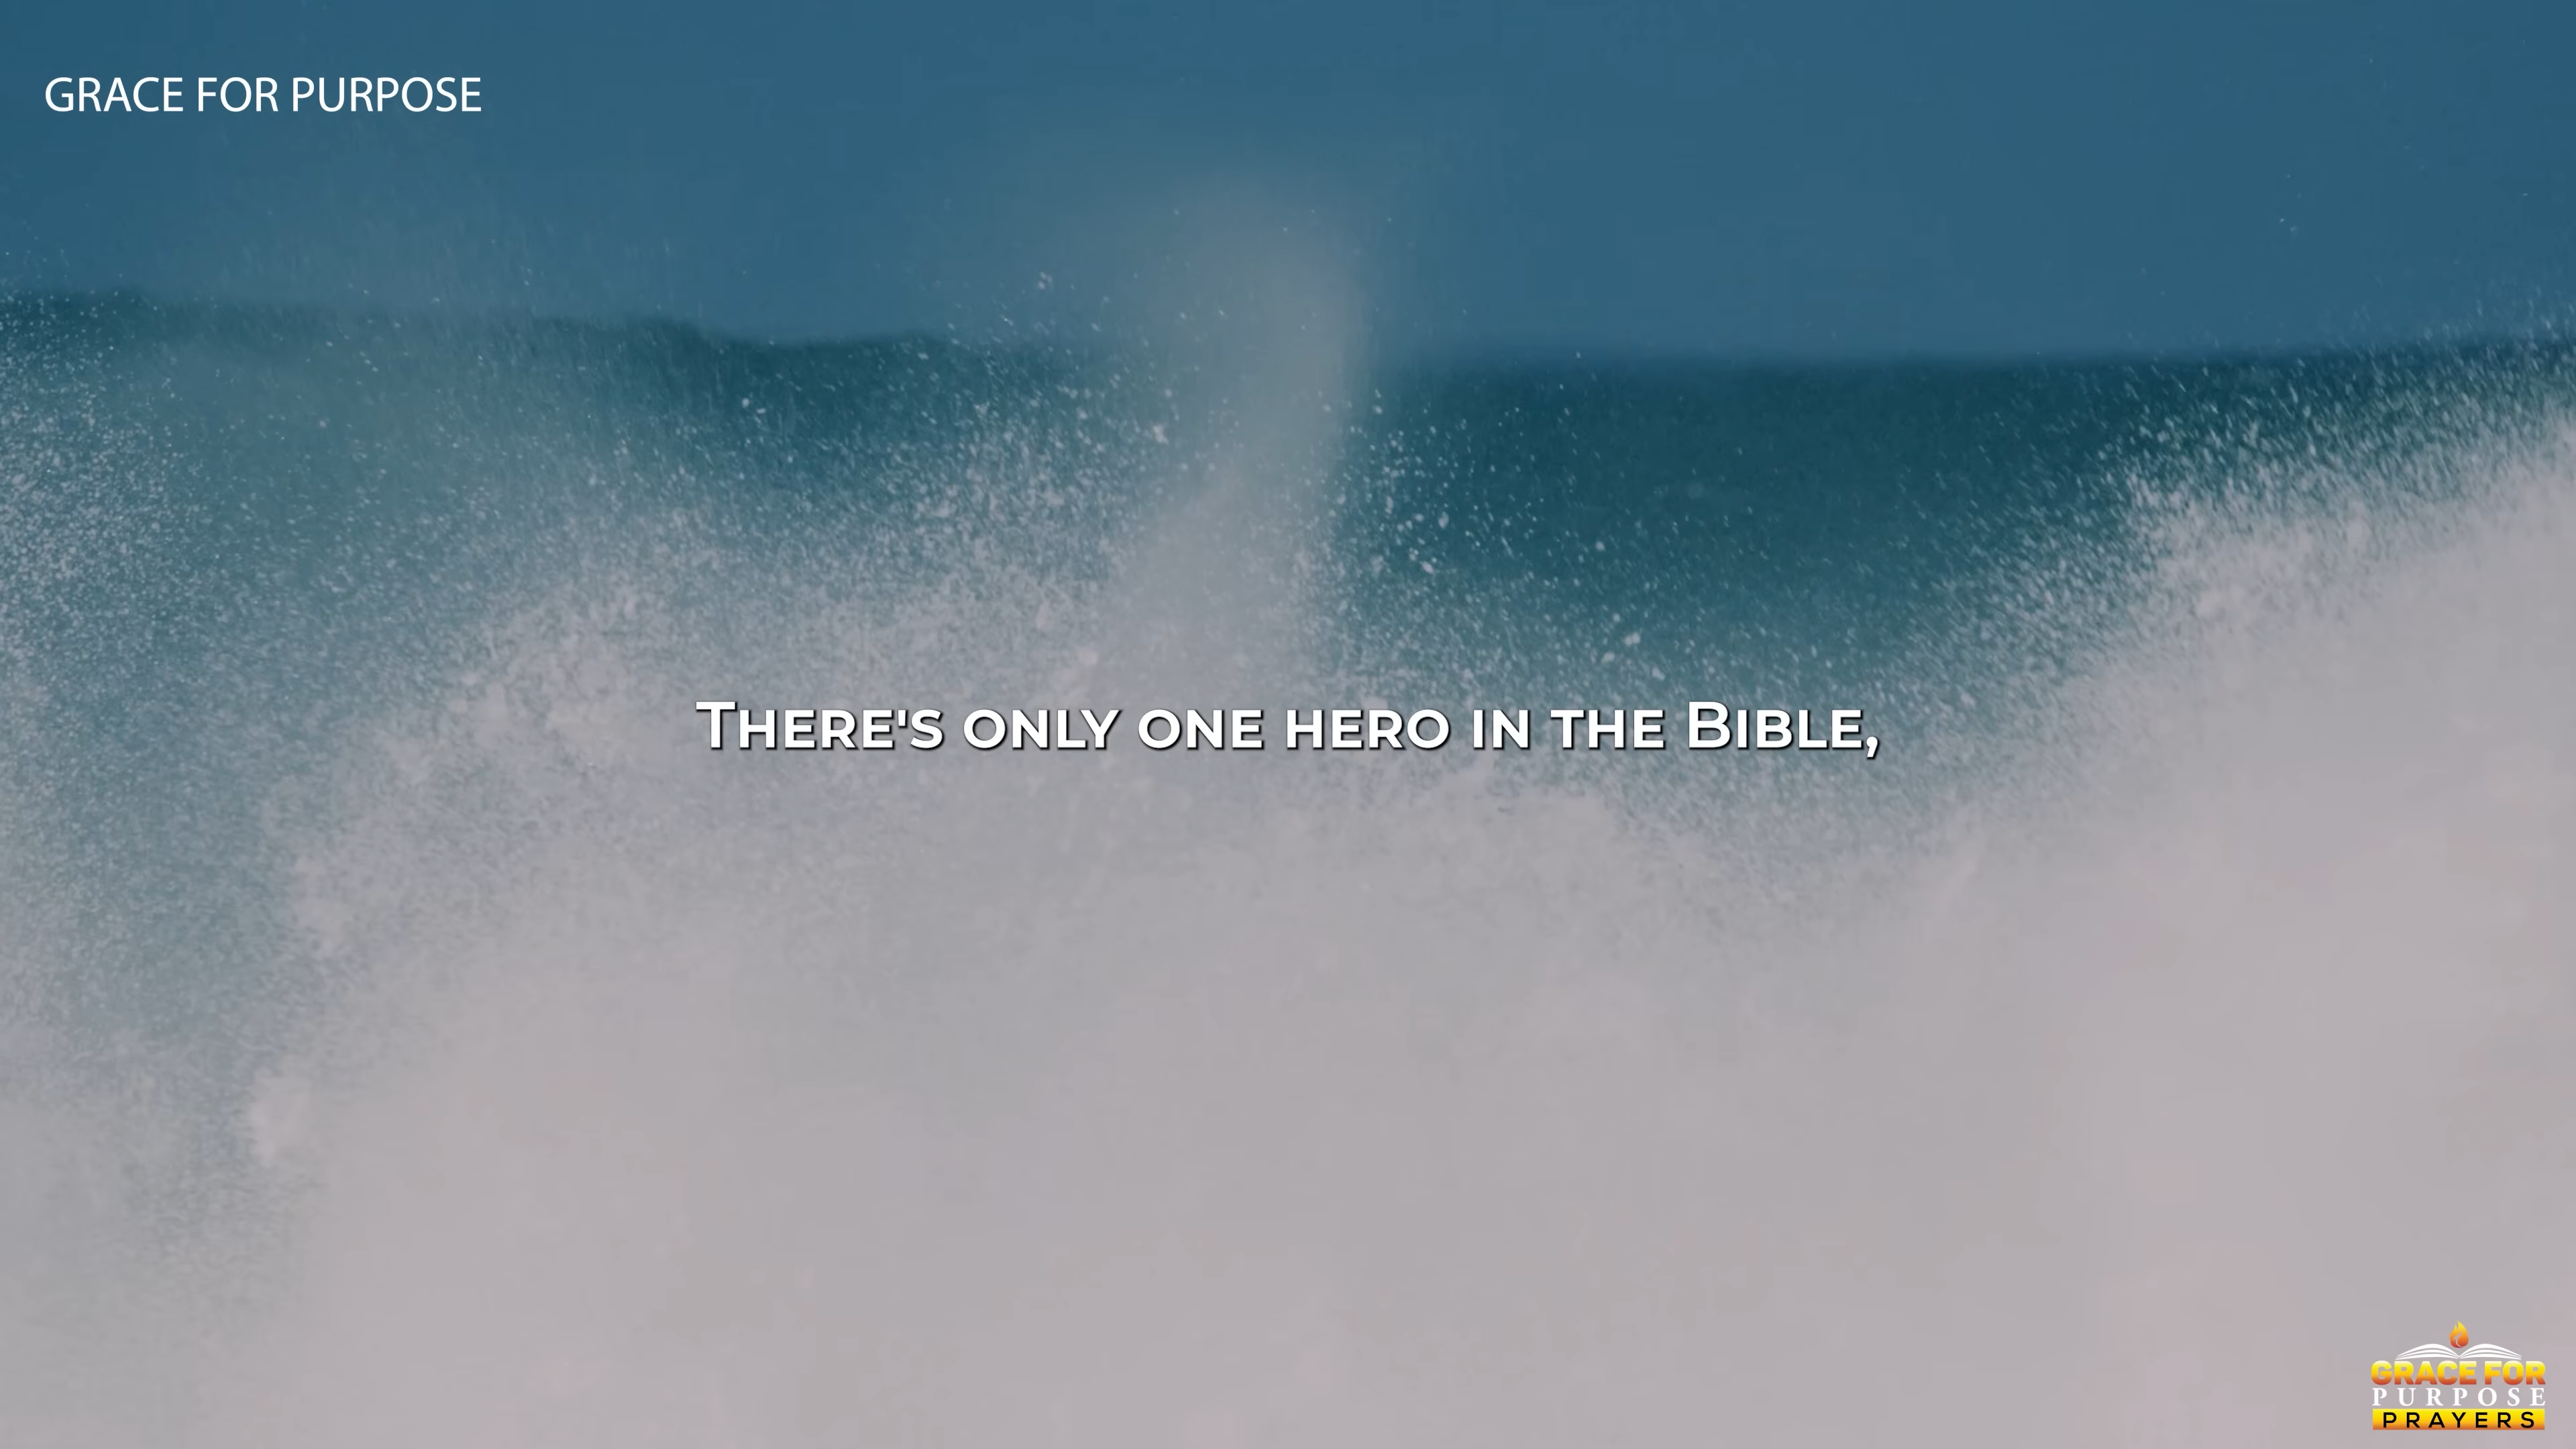 GRACE FOR PURPOSE
There's only one hero in the Bible,
GRACE FOR
PURPOSE
PRAYERS